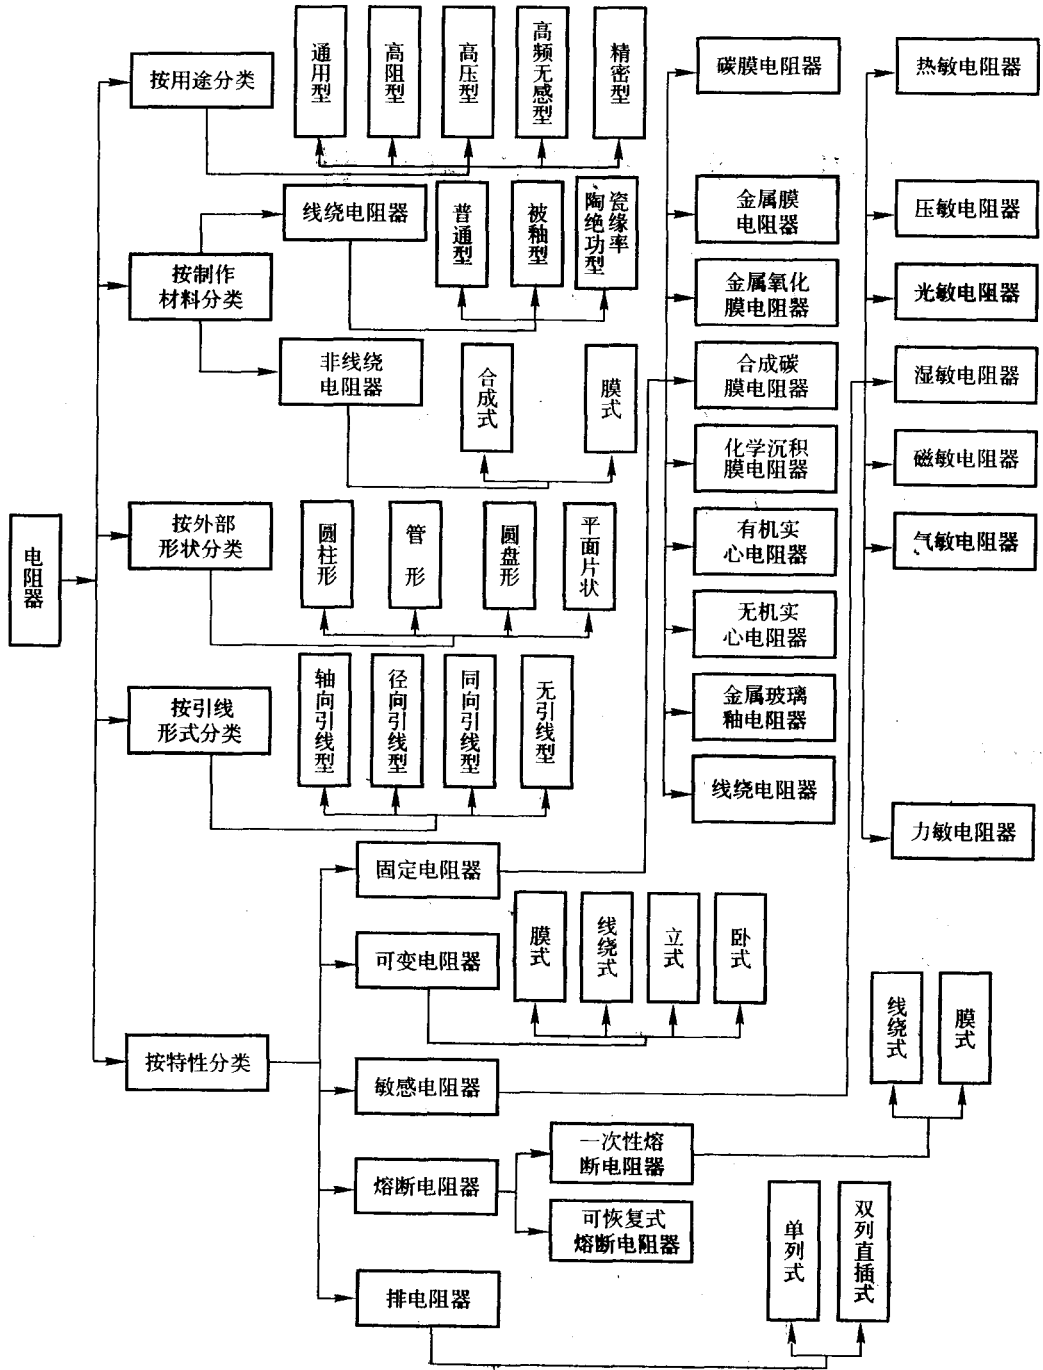 电阻器
按用途分类
通用型
高阻型
高压型
高频无感型
精密型
按制作
材料分类
线绕电阻器
普通型
被釉型
陶瓷
绝缘
功率
型
非线绕
电阻器
合成式
膜式
按外部
形状分类
圆柱形
管形
圆盘形
平面片状
按引线
形式分类
轴向引线型
径向引线型
同向引线型
无引线型
按特性分类
固定电阻器
碳膜电阻器
金属膜
电阻器
金属氧化
膜电阻器
合成碳
膜电阻器
化学沉积
膜电阻器
有机实
心电阻器
无机实
心电阻器
金属玻璃
釉电阻器
线绕电阻器
可变电阻器
膜式
线绕式
立式
卧式
敏感电阻器
热敏电阻器
压敏电阻器
光敏电阻器
湿敏电阻器
磁敏电阻器
气敏电阻器
力敏电阻器
熔断电阻器
一次性熔
断电阻器
线绕式
膜式
可恢复式
熔断电阻器
排电阻器
单列式
双列直插式